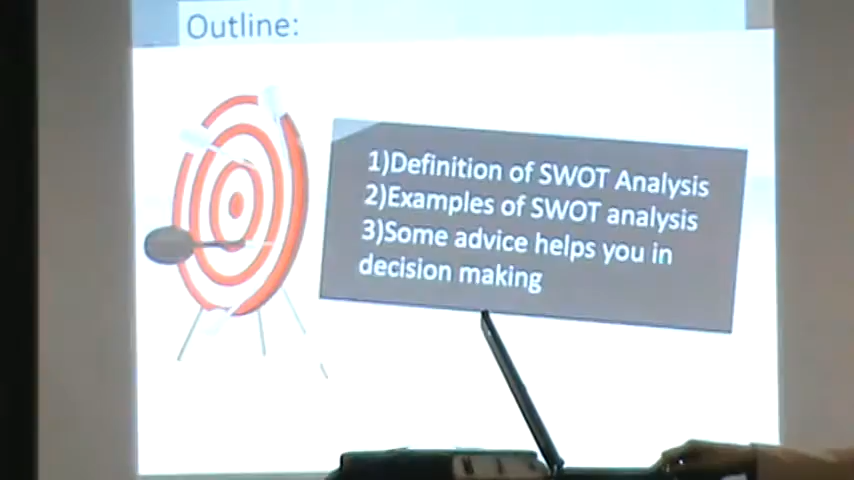 Outline:
1)Definition of SWOT Analysis
2)Examples of SWOT analysis
3)Some advice helps you in
decision making